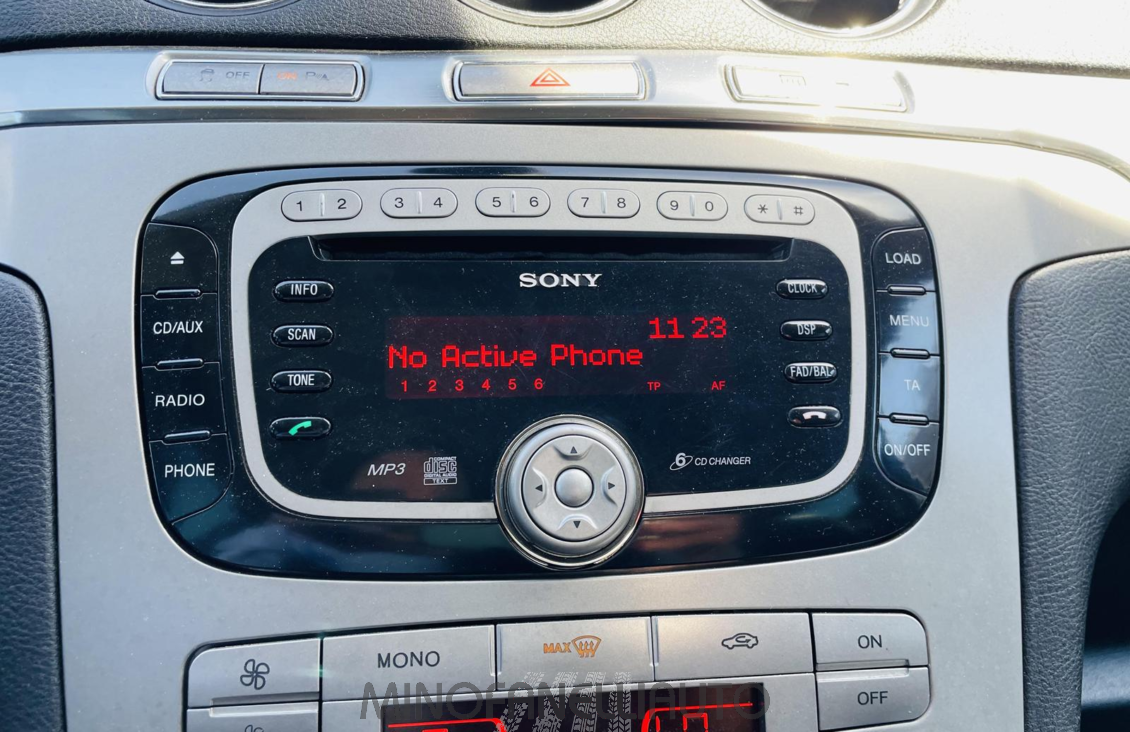 OFF P A
1 2 3 4 5 6 7 8 9 0 * #
SONY
LOAD
INFO CLOCK
CD/AUX MENU
11 23
SCAN DSP
No Active Phone
TONE FAD/BAL
1 2 3 4 5 6 TP AF
RADIO TA
PHONE ON/OFF
MP3 COMPACT disc DIGITAL AUDIO TEXT 6 CD CHANGER
MONO MAX ON
OFF